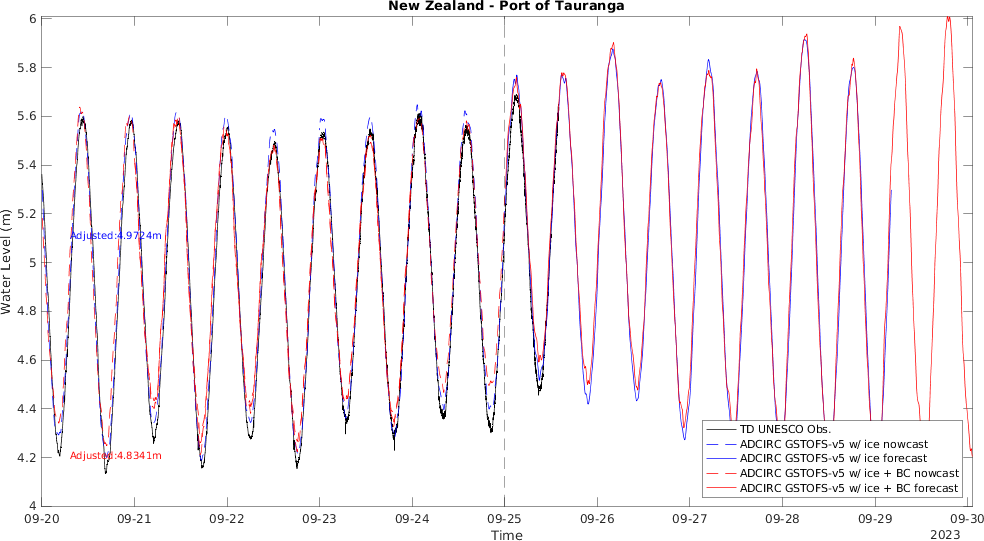 New Zealand - Port of Tauranga
Water Level (m)
6
5.8
5.6
5.4
5.2
5
4.8
4.6
4.4
4.2
4
Adjusted:4.9724m
Adjusted:4.8341m
TD UNESCO Obs.
ADCIRC GSTOFS-v5 w/ ice nowcast
ADCIRC GSTOFS-v5 w/ ice forecast
ADCIRC GSTOFS-v5 w/ ice + BC nowcast
ADCIRC GSTOFS-v5 w/ ice + BC forecast
09-20 09-21 09-22 09-23 09-24 09-25 09-26 09-27 09-28 09-29 09-30
Time
2023